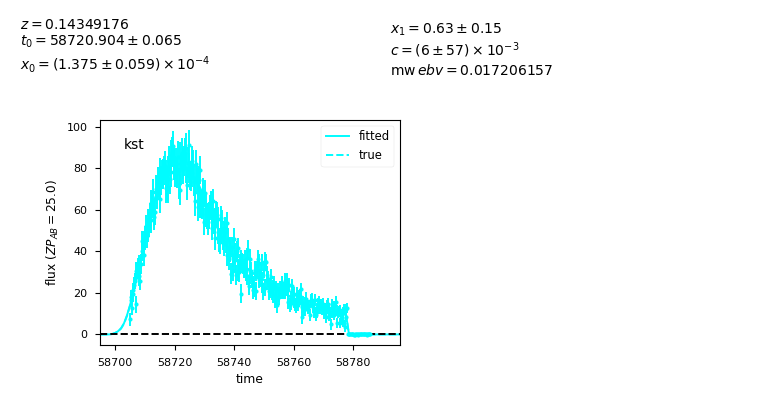 z = 0.14349176
t₀ = 58720.904 ± 0.065
x₀ = (1.375 ± 0.059) × 10⁻⁴
x₁ = 0.63 ± 0.15
c = (6 ± 57) × 10⁻³
mw ebv = 0.017206157
kst
fitted
true
100
80
60
40
20
0
flux (ZP_AB = 25.0)
58700 58720 58740 58760 58780
time